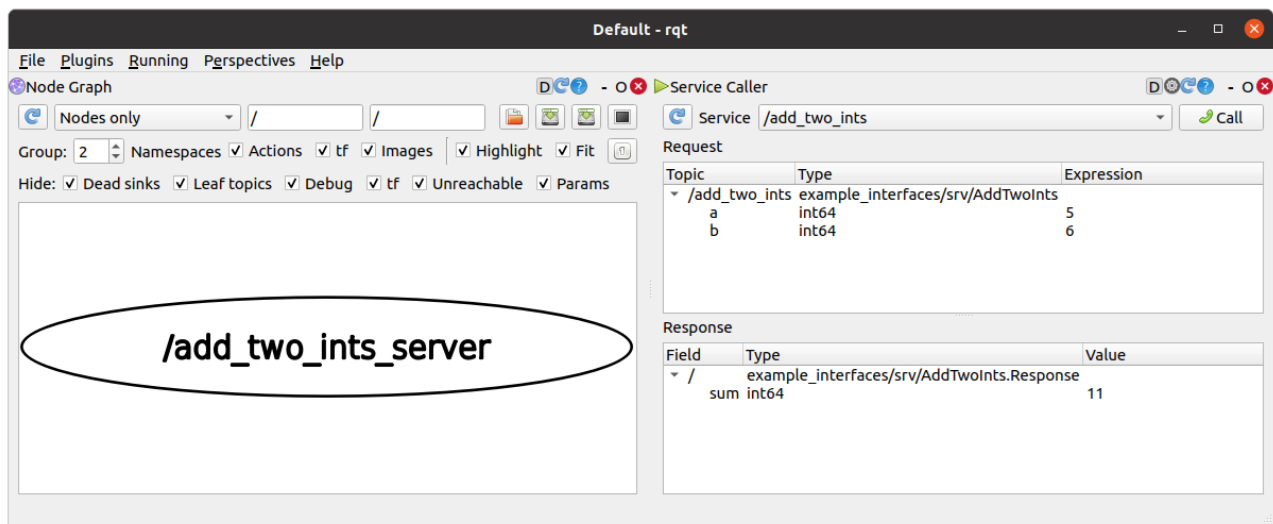 Default - rqt
File Plugins Running Perspectives Help
Node Graph
D - O
Nodes only / /
Group: 2 Namespaces Actions tf Images Highlight Fit
Hide: Dead sinks Leaf topics Debug tf Unreachable Params
/add_two_ints_server
Service Caller
D - O
Service /add_two_ints Call
Request
Topic Type Expression
/add_two_ints example_interfaces/srv/AddTwoInts
a int64 5
b int64 6
Response
Field Type Value
/ example_interfaces/srv/AddTwoInts.Response
sum int64 11